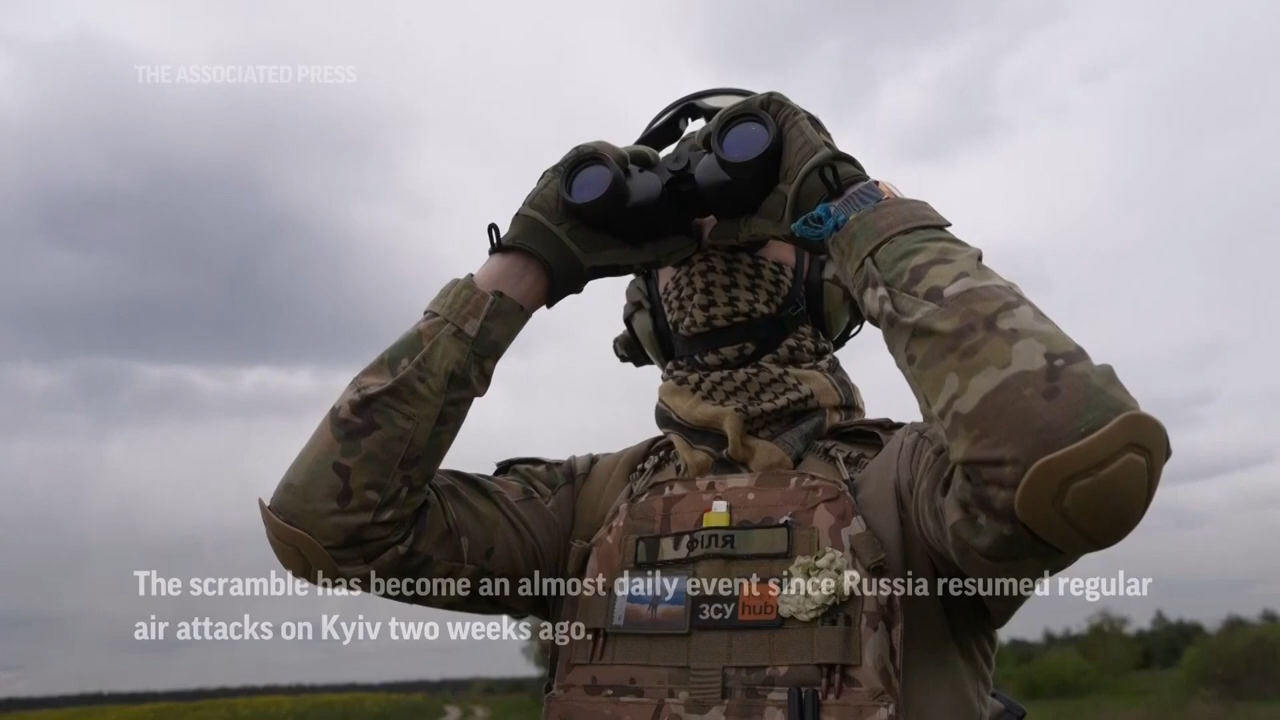 THE ASSOCIATED PRESS
ФІЛЯ
ЗСУ hub
The scramble has become an almost daily event since Russia resumed regular
air attacks on Kyiv two weeks ago.